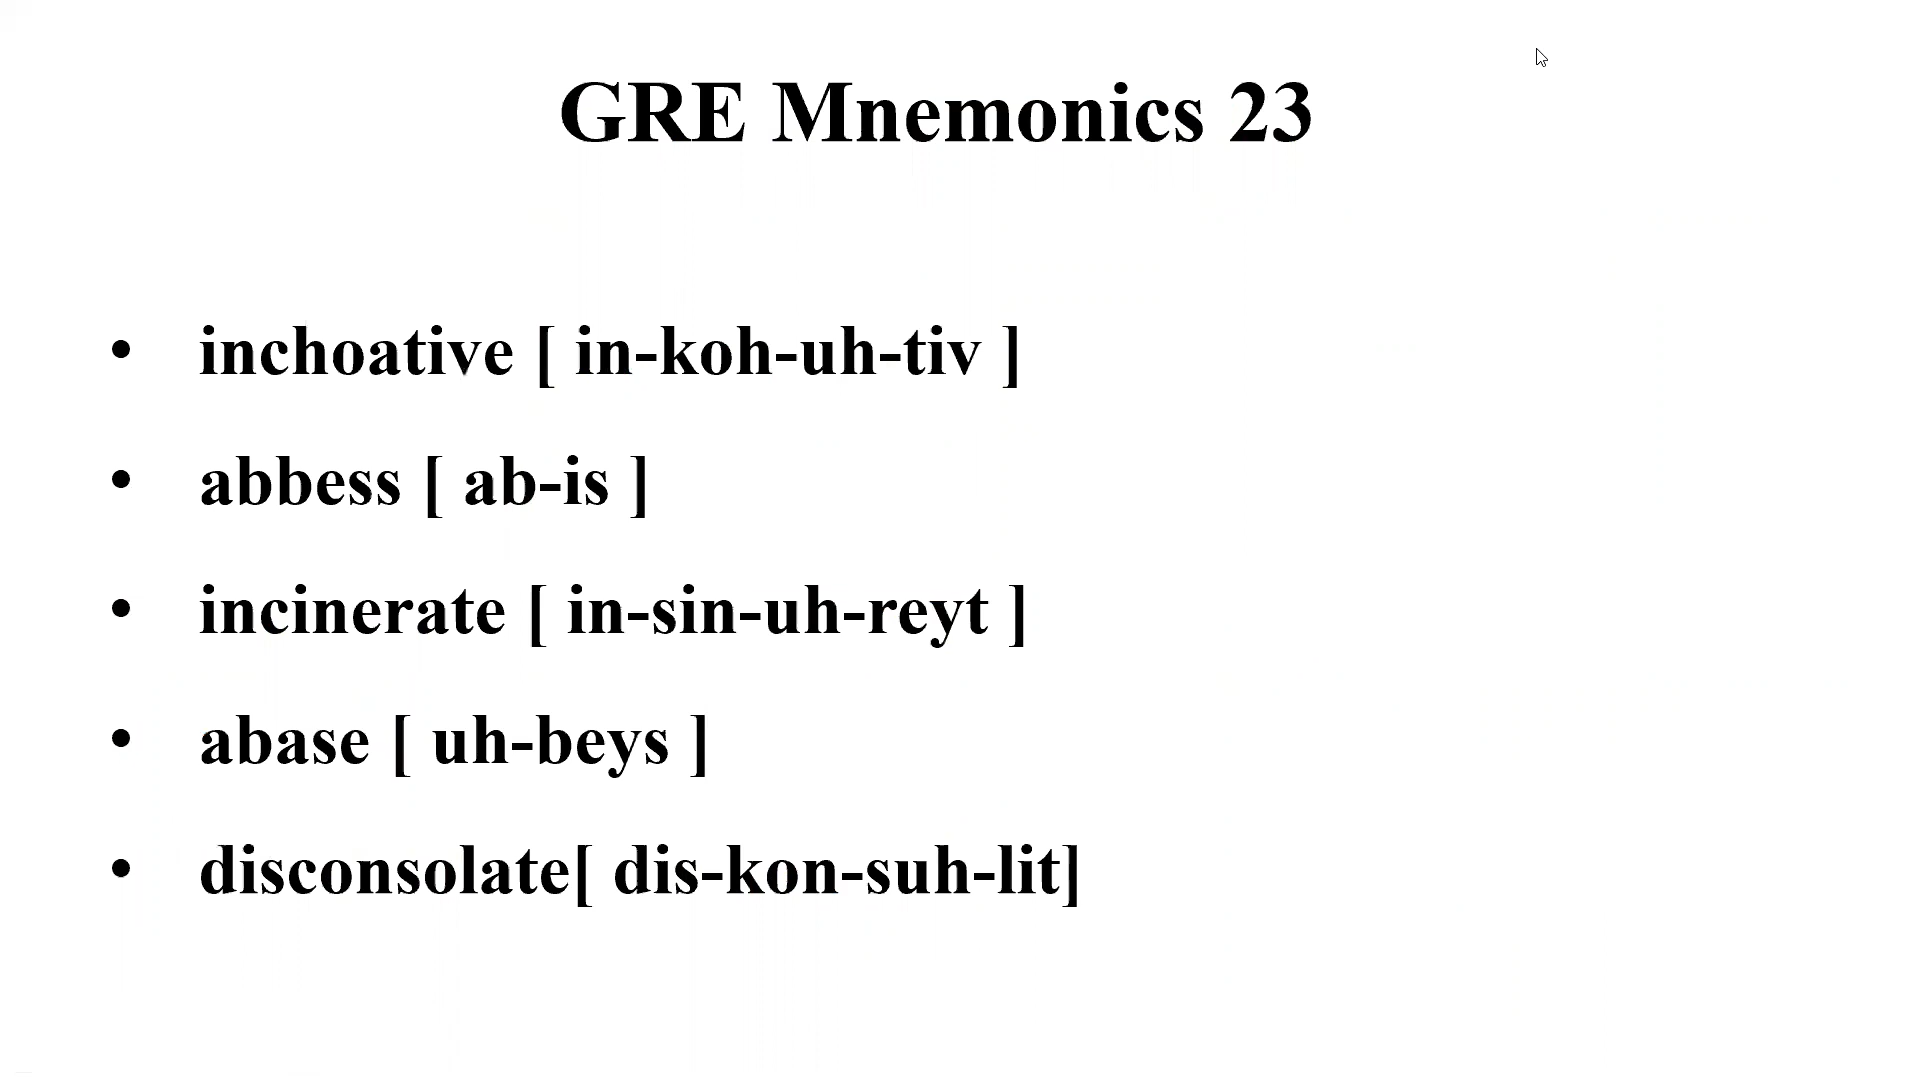 GRE Mnemonics 23
• inchoative [ in-koh-uh-tiv ]
• abbess [ ab-is ]
• incinerate [ in-sin-uh-reyt ]
• abase [ uh-beys ]
• disconsolate[ dis-kon-suh-lit]